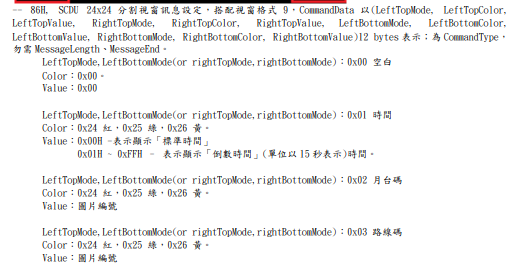 -- 86H, SCDU 24x24 分割視窗訊息設定，搭配視窗格式 9，CommandData 以(LeftTopMode, LeftTopColor,
LeftTopValue, RightTopMode, RightTopColor, RightTopValue, LeftBottomMode, LeftBottomColor,
LeftBottomValue, RightBottomMode, RightBottomColor, RightBottomValue)12 bytes 表示；為 CommandType，
勿需 MessageLength、MessageEnd。
LeftTopMode,LeftBottomMode(or rightTopMode,rightBottomMode)：0x00 空白
Color：0x00。
Value：0x00
LeftTopMode,LeftBottomMode(or rightTopMode,rightBottomMode)：0x01 時間
Color：0x24 紅，0x25 綠，0x26 黃。
Value：0x00H -表示顯示「標準時間」
0x01H ~ 0xFFH - 表示顯示「倒數時間」(單位以 15 秒表示)時間。
LeftTopMode,LeftBottomMode(or rightTopMode,rightBottomMode)：0x02 月台碼
Color：0x24 紅，0x25 綠，0x26 黃。
Value：圖片編號
LeftTopMode,LeftBottomMode(or rightTopMode,rightBottomMode)：0x03 路線碼
Color：0x24 紅，0x25 綠，0x26 黃。
Value：圖片編號